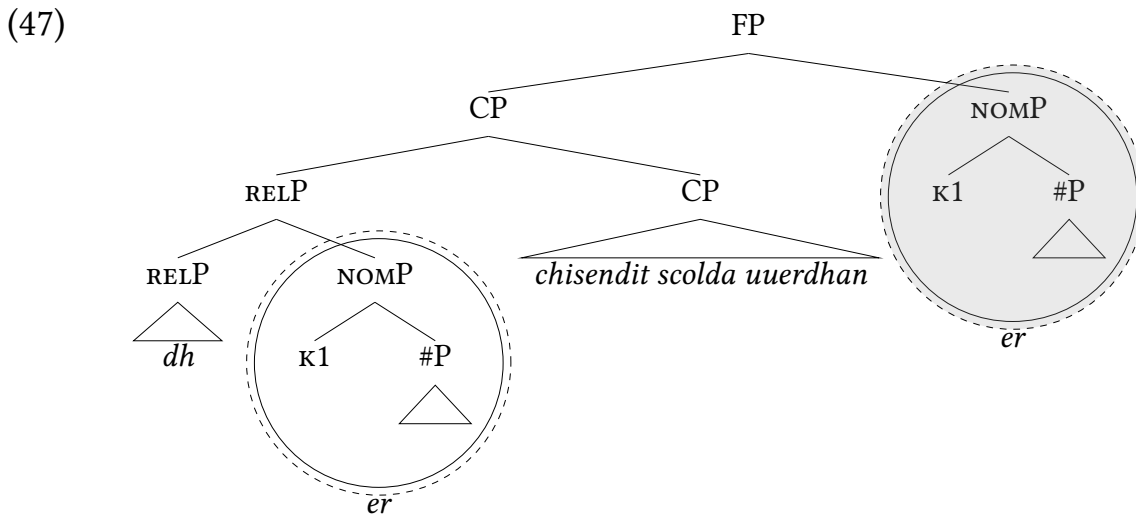 (47)
FP
CP
NOMP
K1 #P
er
RELP
CP
RELP
NOMP
chisendit scolda uuerdhan
dh
K1 #P
er